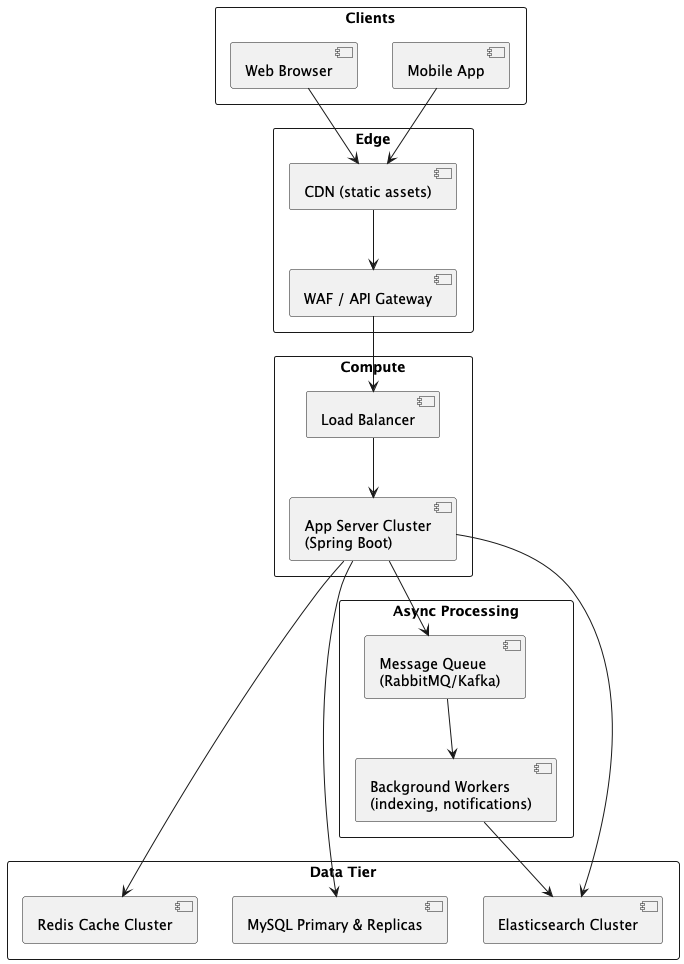 Clients
Web Browser
Mobile App
Edge
CDN (static assets)
WAF / API Gateway
Compute
Load Balancer
App Server Cluster
(Spring Boot)
Async Processing
Message Queue
(RabbitMQ/Kafka)
Background Workers
(indexing, notifications)
Data Tier
Redis Cache Cluster
MySQL Primary & Replicas
Elasticsearch Cluster